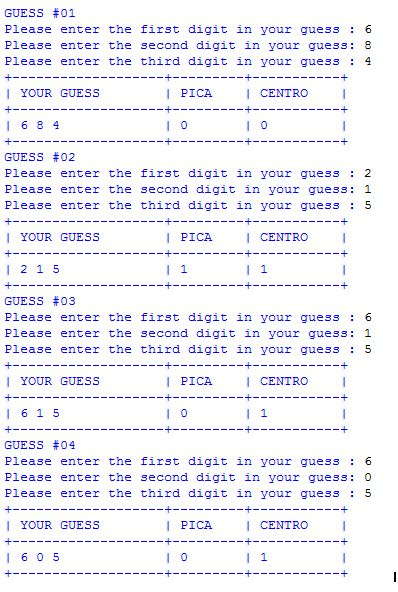 GUESS #01
Please enter the first digit in your guess : 6
Please enter the second digit in your guess: 8
Please enter the third digit in your guess : 4
+-------------------+---------+----------+
| YOUR GUESS        | PICA    | CENTRO   |
+-------------------+---------+----------+
| 6 8 4             | 0       | 0
+-------------------+---------+----------+
GUESS #02
Please enter the first digit in your guess : 2
Please enter the second digit in your guess: 1
Please enter the third digit in your guess : 5
+-------------------+---------+----------+
| YOUR GUESS        | PICA    | CENTRO   |
+-------------------+---------+----------+
| 2 1 5             | 1       | 1
+-------------------+---------+----------+
GUESS #03
Please enter the first digit in your guess : 6
Please enter the second digit in your guess: 1
Please enter the third digit in your guess : 5
+-------------------+---------+----------+
| YOUR GUESS        | PICA    | CENTRO   |
+-------------------+---------+----------+
| 6 1 5             | 0       | 1
+-------------------+---------+----------+
GUESS #04
Please enter the first digit in your guess : 6
Please enter the second digit in your guess: 0
Please enter the third digit in your guess : 5
+-------------------+---------+----------+
| YOUR GUESS        | PICA    | CENTRO   |
+-------------------+---------+----------+
| 6 0 5             | 0       | 1
+-------------------+---------+----------+